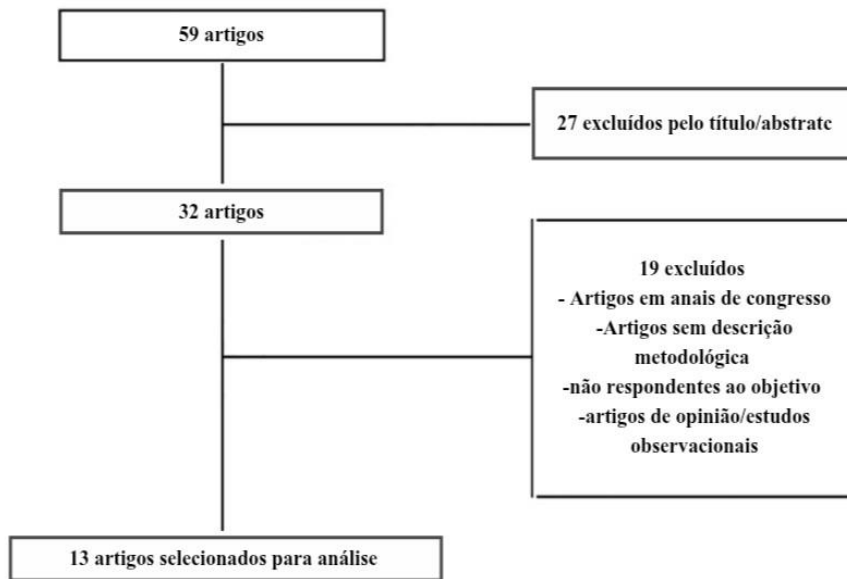 59 artigos
27 excluídos pelo título/abstratc
32 artigos
19 excluídos
- Artigos em anais de congresso
-Artigos sem descrição
metodológica
-não respondentes ao objetivo
-artigos de opinião/estudos
observacionais
13 artigos selecionados para análise